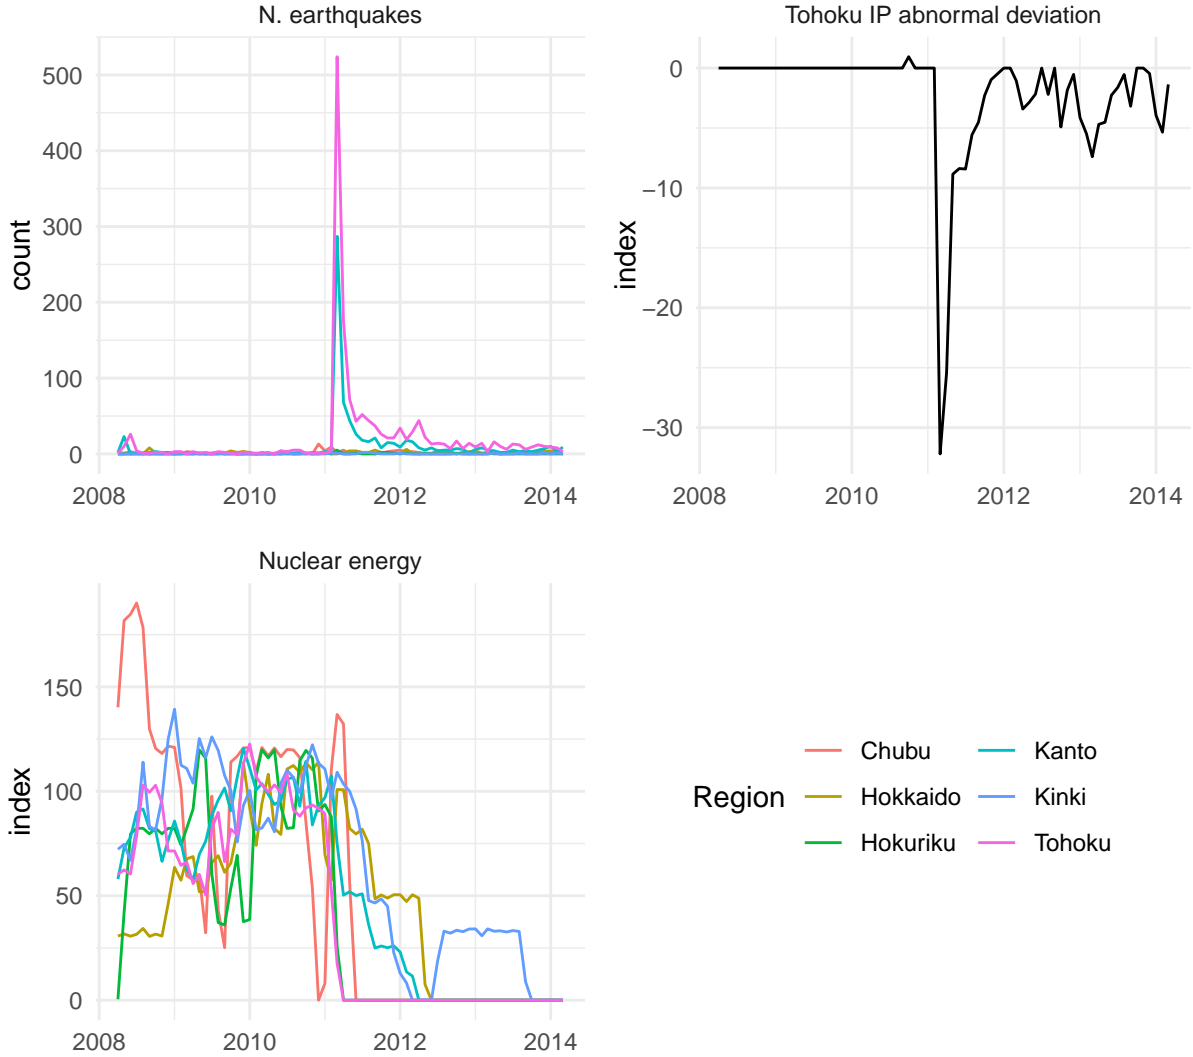 N. earthquakes
Tohoku IP abnormal deviation
500
400
300
200
100
0
count
2008
2010
2012
2014
0
−10
−20
−30
index
2008
2010
2012
2014
Nuclear energy
150
100
50
0
index
2008
2010
2012
2014
Region
Chubu
Hokkaido
Hokuriku
Kanto
Kinki
Tohoku